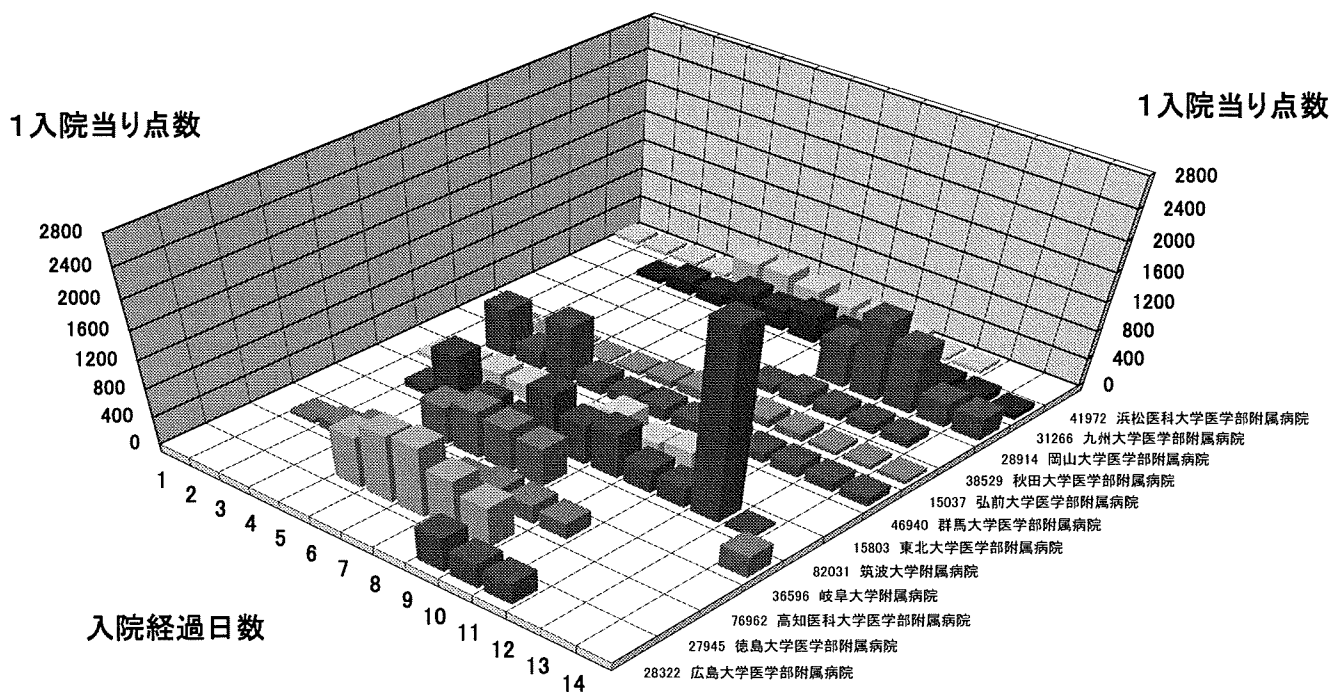 1入院当り点数
1入院当り点数
2800
2400
2000
1600
1200
800
400
0
2800
2400
2000
1600
1200
800
400
0
1
2
3
4
5
6
7
8
9
10
11
12
13
14
入院経過日数
41972 浜松医科大学医学部附属病院
31266 九州大学医学部附属病院
28914 岡山大学医学部附属病院
38529 秋田大学医学部附属病院
15037 弘前大学医学部附属病院
46940 群馬大学医学部附属病院
15803 東北大学医学部附属病院
82031 筑波大学附属病院
36596 岐阜大学附属病院
76962 高知医科大学医学部附属病院
27945 徳島大学医学部附属病院
28322 広島大学医学部附属病院